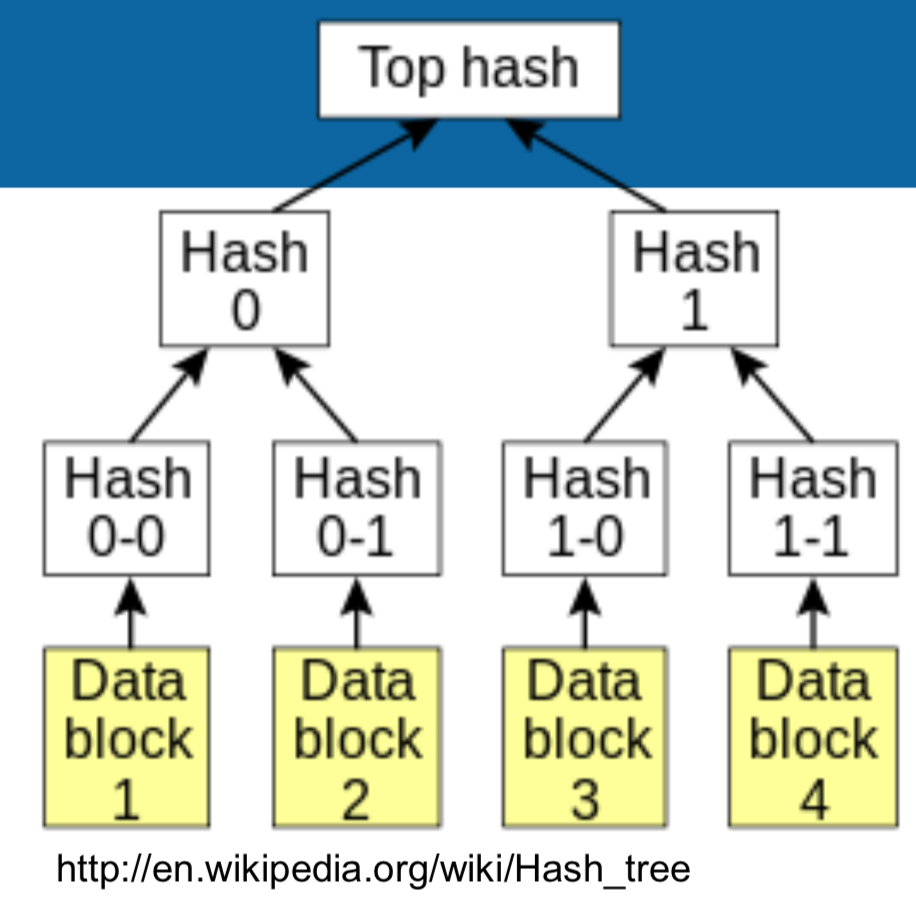 Top hash
Hash
0
Hash
1
Hash
0-0
Hash
0-1
Hash
1-0
Hash
1-1
Data
block
1
Data
block
2
Data
block
3
Data
block
4
http://en.wikipedia.org/wiki/Hash_tree